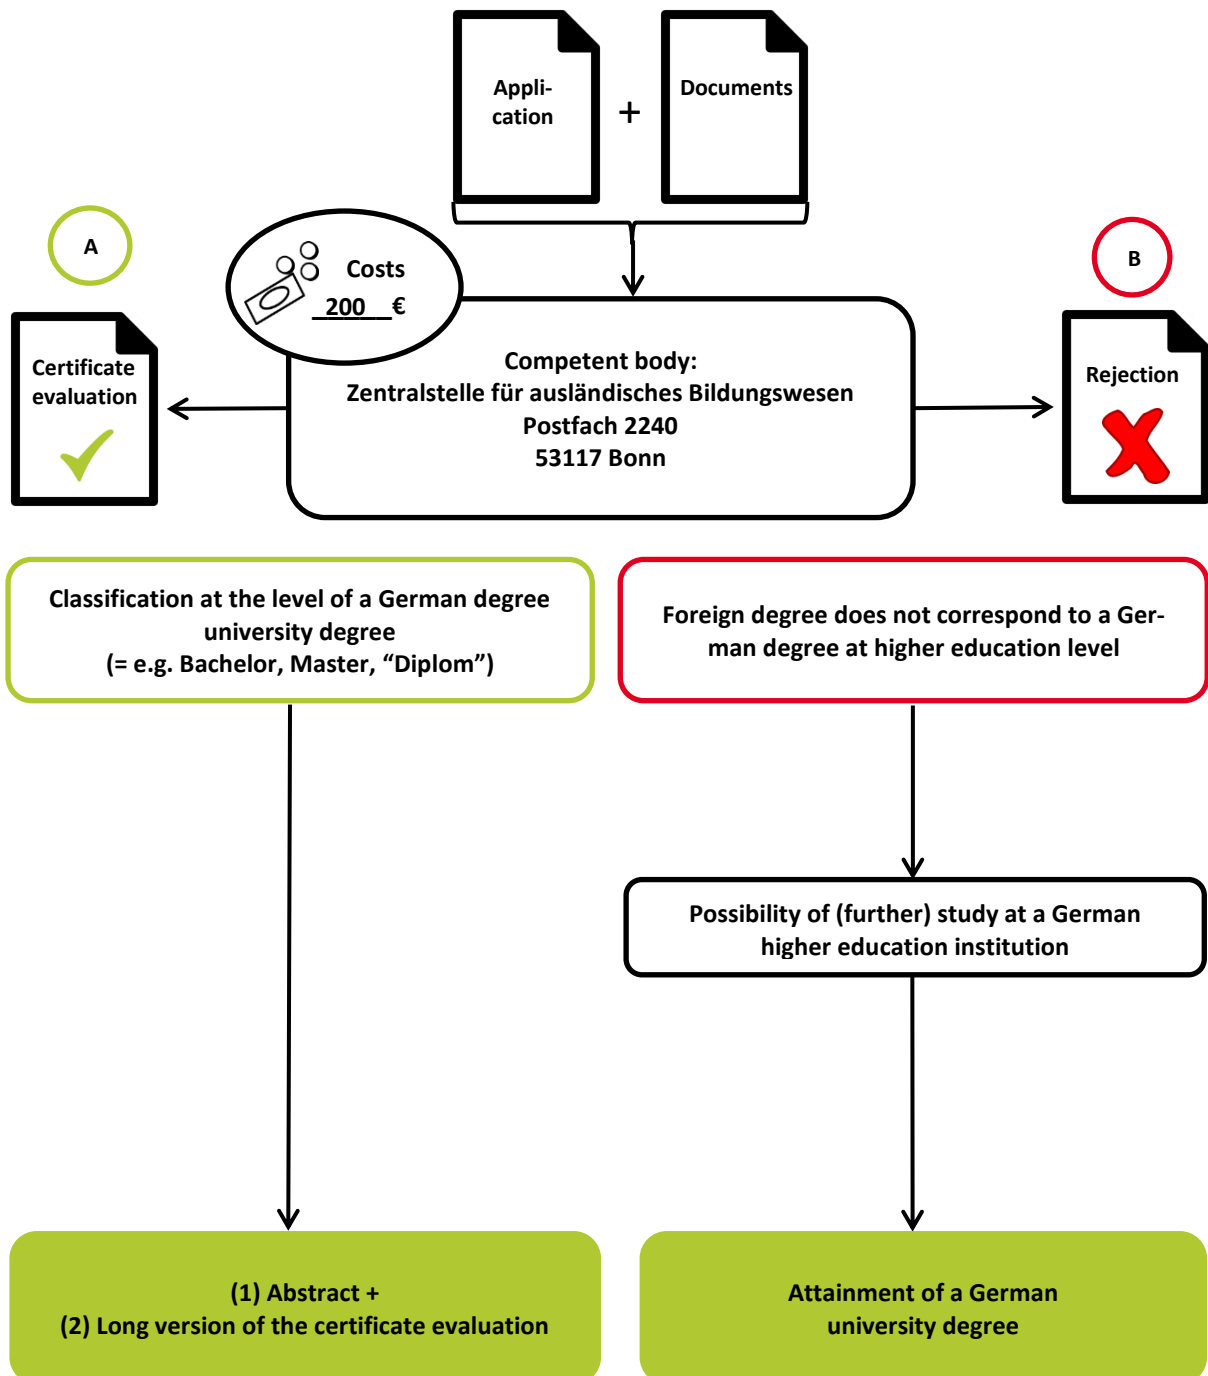 Appli-
cation
+
Documents
A
Costs
__200__€
B
Certificate
evaluation
Competent body:
Zentralstelle für ausländisches Bildungswesen
Postfach 2240
53117 Bonn
Rejection
Classification at the level of a German degree
university degree
(= e.g. Bachelor, Master, “Diplom”)
Foreign degree does not correspond to a Ger-
man degree at higher education level
Possibility of (further) study at a German
higher education institution
(1) Abstract +
(2) Long version of the certificate evaluation
Attainment of a German
university degree